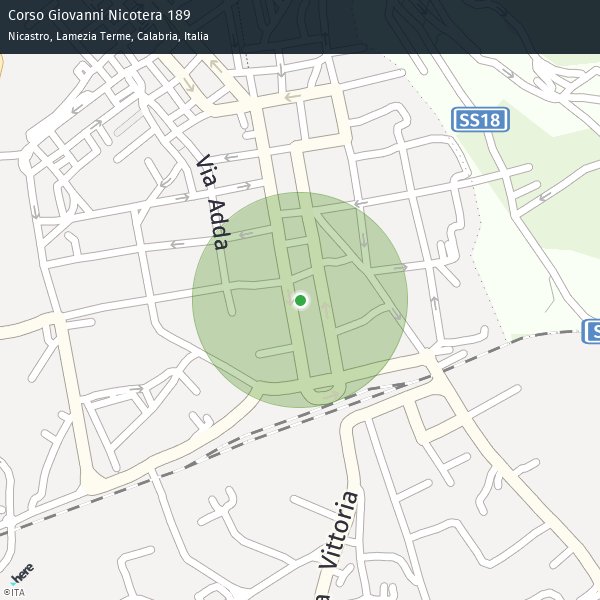 Corso Giovanni Nicotera 189
Nicastro, Lamezia Terme, Calabria, Italia
SS18
Via Adda
S
a Vittoria
here
©ITA